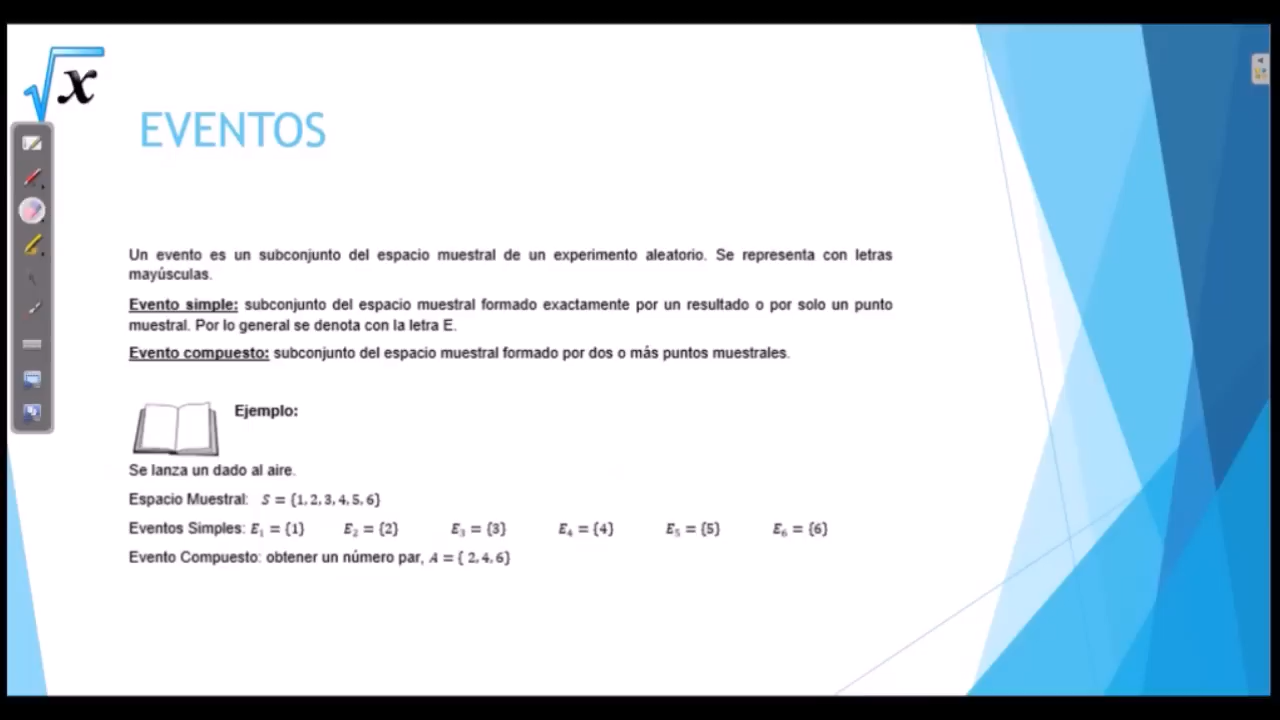 √x
EVENTOS
Un evento es un subconjunto del espacio muestral de un experimento aleatorio. Se representa con letras
mayúsculas.
Evento simple: subconjunto del espacio muestral formado exactamente por un resultado o por solo un punto
muestral. Por lo general se denota con la letra E.
Evento compuesto: subconjunto del espacio muestral formado por dos o más puntos muestrales.
Ejemplo:
Se lanza un dado al aire.
Espacio Muestral: S = {1, 2, 3, 4, 5, 6}
Eventos Simples: E₁ = {1} E₂ = {2} E₃ = {3} E₄ = {4} E₅ = {5} E₆ = {6}
Evento Compuesto: obtener un número par, A = { 2, 4, 6}